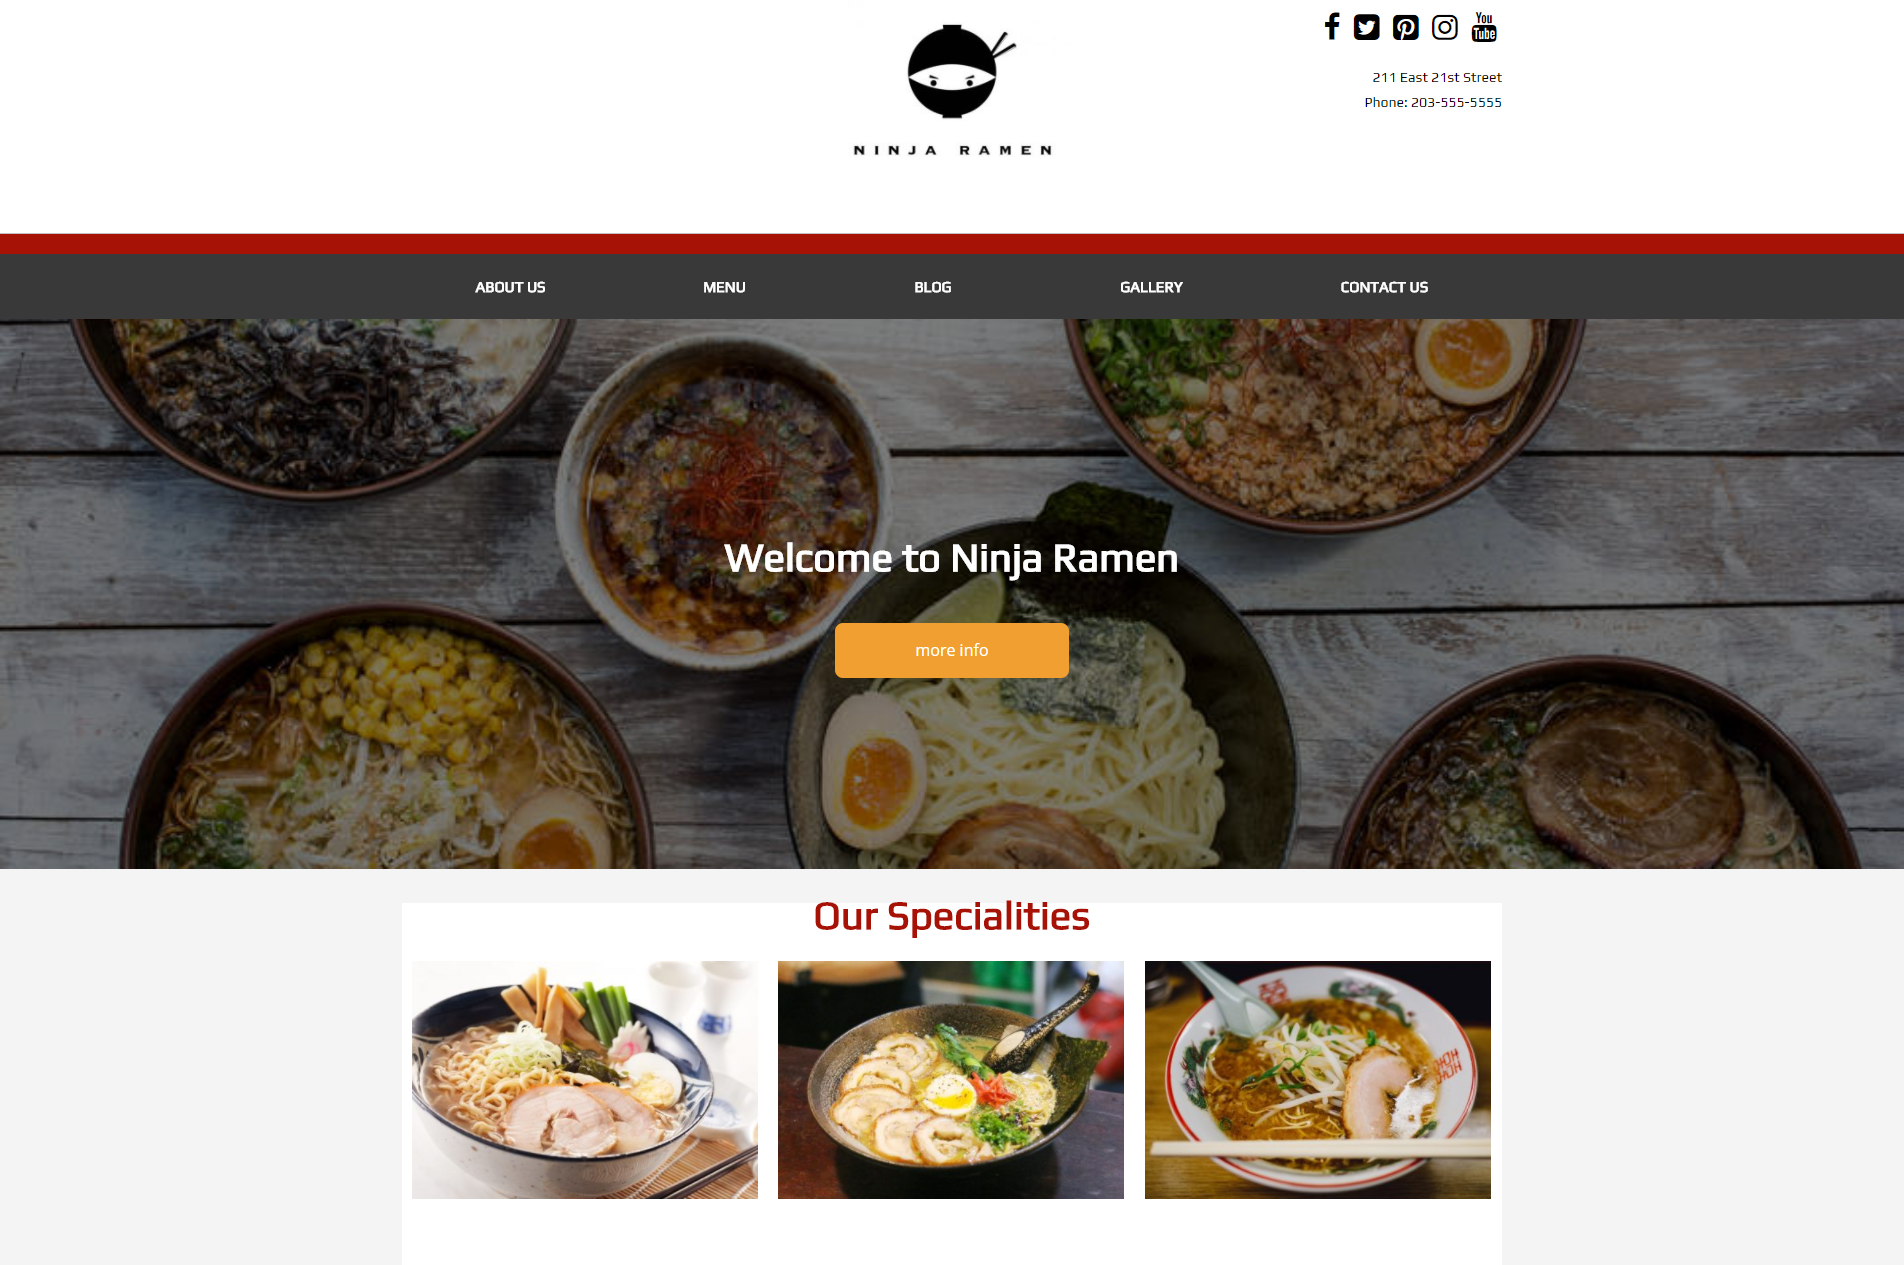 NINJA RAMEN
You
Tube
211 East 21st Street
Phone: 203-555-5555
ABOUT US MENU BLOG GALLERY CONTACT US
Welcome to Ninja Ramen
more info
Our Specialities